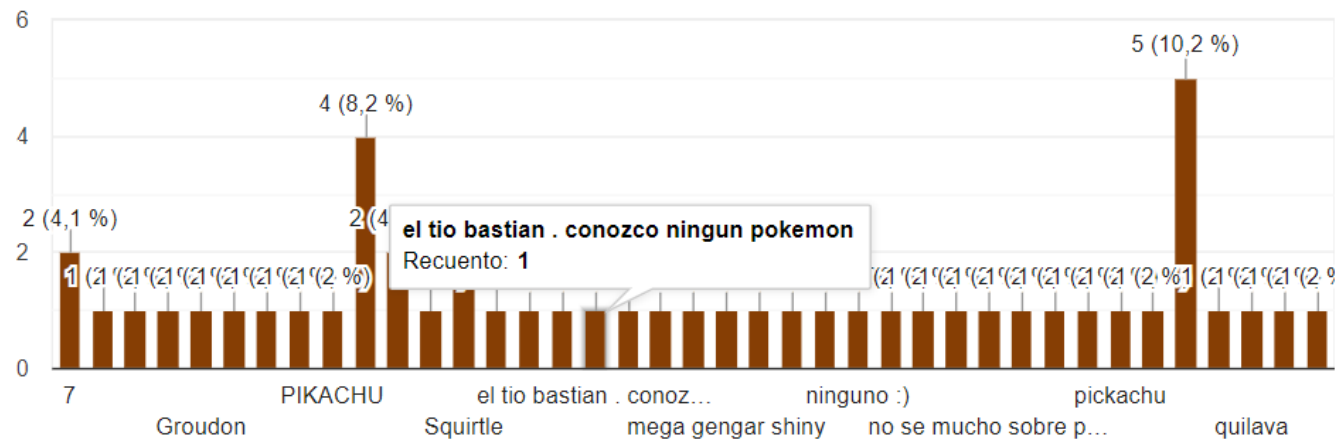 6
5 (10,2 %)
4 (8,2 %)
4
2 (4,1 %)
2 (4
el tio bastian . conozco ningun pokemon
Recuento: 1
2
0
7
PIKACHU
el tio bastian . conoz...
ninguno :)
pickachu
Groudon
Squirtle
mega gengar shiny
no se mucho sobre p...
quilava